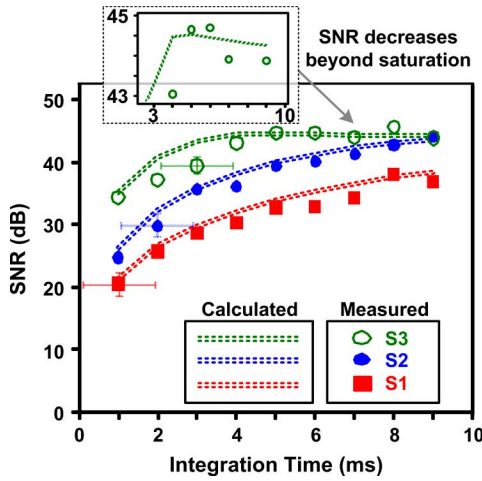 45
43
3
10
SNR decreases
beyond saturation
50
40
30
20
10
0
SNR (dB)
Calculated
Measured
S3
S2
S1
0
2
4
6
8
10
Integration Time (ms)